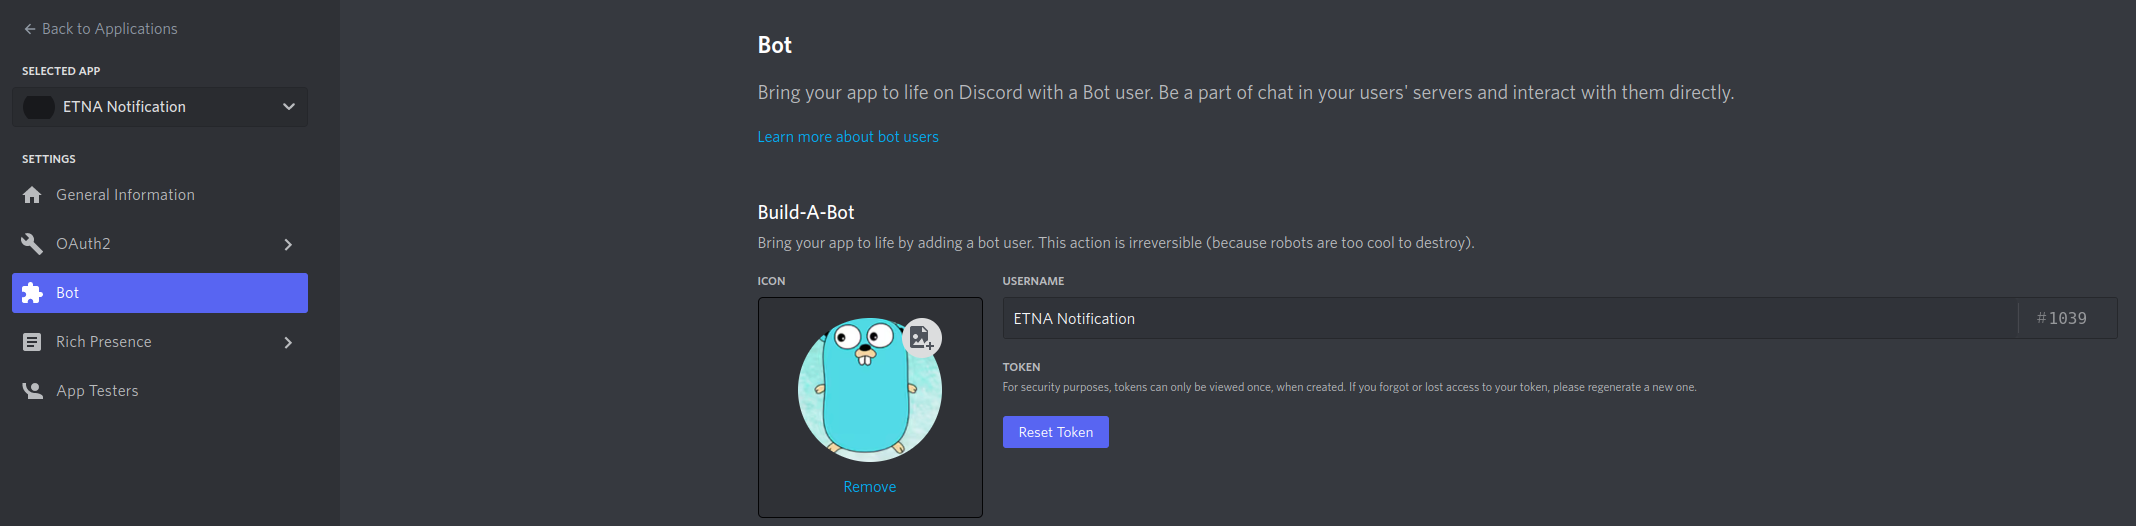 Back to Applications
SELECTED APP
ETNA Notification
SETTINGS
General Information
OAuth2
Bot
Rich Presence
App Testers
Bot
Bring your app to life on Discord with a Bot user. Be a part of chat in your users' servers and interact with them directly.
Learn more about bot users
Build-A-Bot
Bring your app to life by adding a bot user. This action is irreversible (because robots are too cool to destroy).
ICON
Remove
USERNAME
ETNA Notification #1039
TOKEN
For security purposes, tokens can only be viewed once, when created. If you forgot or lost access to your token, please regenerate a new one.
Reset Token